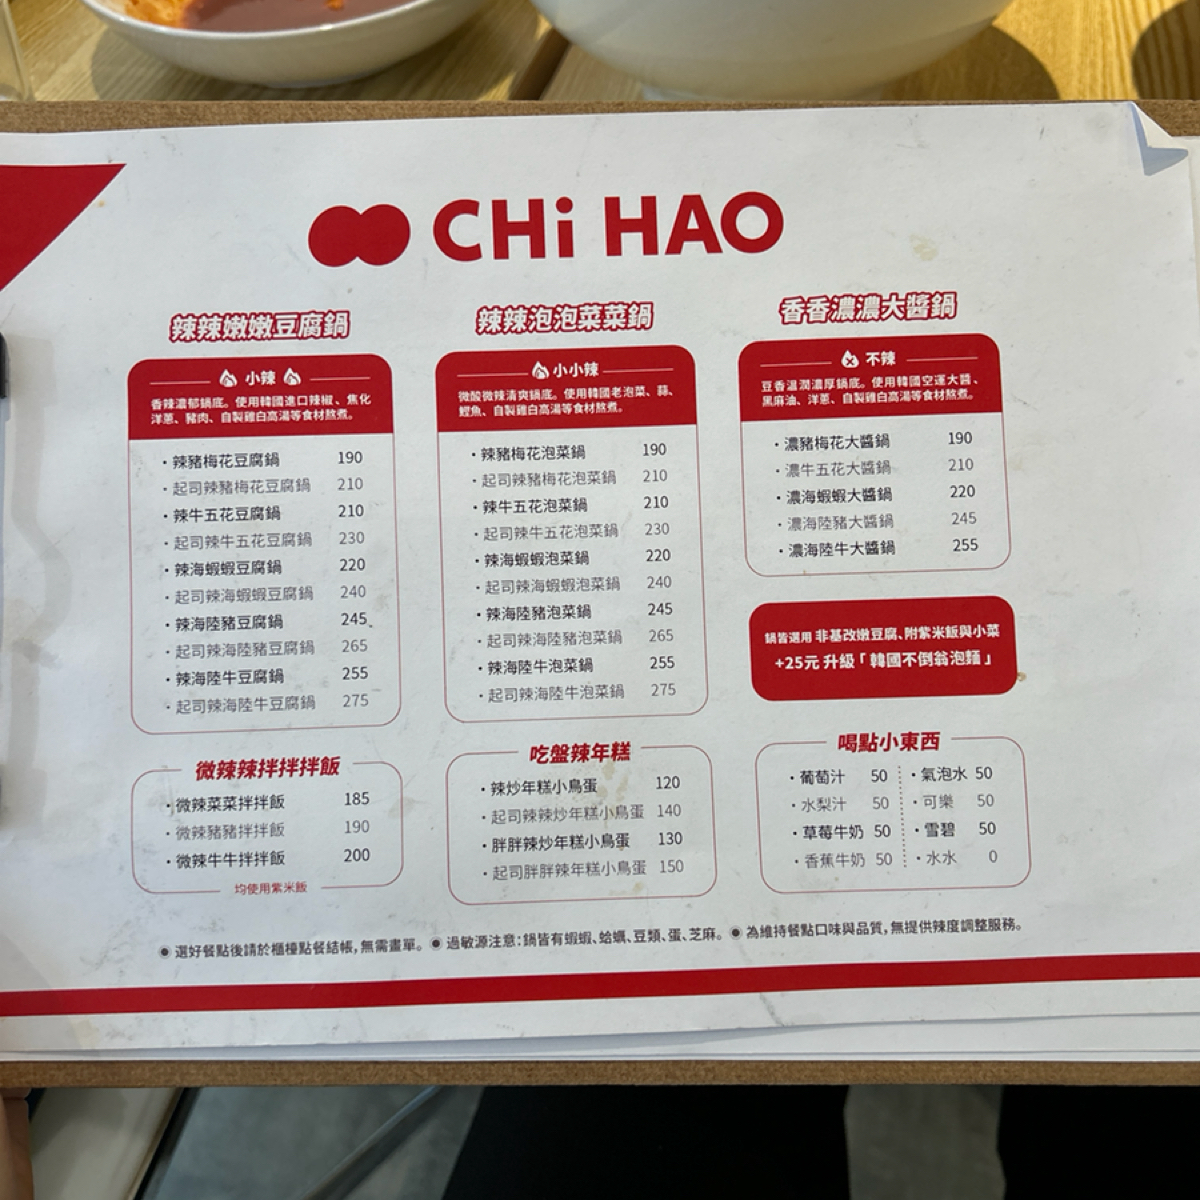 CHi HAO
辣辣嫩嫩豆腐鍋
小辣
香辣濃郁鍋底。使用韓國進口辣椒、焦化
洋蔥、豬肉、自製雞白高湯等食材熬煮。
・辣豬梅花豆腐鍋 190
・起司辣豬梅花豆腐鍋 210
・辣牛五花豆腐鍋 210
・起司辣牛五花豆腐鍋 230
・辣海蝦蝦豆腐鍋 220
・起司辣海蝦蝦豆腐鍋 240
・辣海陸豬豆腐鍋 245
・起司辣海陸豬豆腐鍋 265
・辣海陸牛豆腐鍋 255
・起司辣海陸牛豆腐鍋 275
辣辣泡泡菜菜鍋
小小辣
微酸微辣清爽鍋底。使用韓國老泡菜、蒜、
鯷魚、自製雞白高湯等食材熬煮。
・辣豬梅花泡菜鍋 190
・起司辣豬梅花泡菜鍋 210
・辣牛五花泡菜鍋 210
・起司辣牛五花泡菜鍋 230
・辣海蝦蝦泡菜鍋 220
・起司辣海蝦蝦泡菜鍋 240
・辣海陸豬泡菜鍋 245
・起司辣海陸豬泡菜鍋 265
・辣海陸牛泡菜鍋 255
・起司辣海陸牛泡菜鍋 275
香香濃濃大醬鍋
不辣
豆香溫潤濃厚鍋底。使用韓國空運大醬、
黑麻油、洋蔥、自製雞白高湯等食材熬煮。
・濃豬梅花大醬鍋 190
・濃牛五花大醬鍋 210
・濃海蝦蝦大醬鍋 220
・濃海陸豬大醬鍋 245
・濃海陸牛大醬鍋 255
鍋皆選用 非基改嫩豆腐、附紫米飯與小菜
+25元 升級「韓國不倒翁泡麵」
微辣辣拌拌拌飯
・微辣菜菜拌拌飯 185
・微辣豬豬拌拌飯 190
・微辣牛牛拌拌飯 200
均使用紫米飯
吃盤辣年糕
・辣炒年糕小鳥蛋 120
・起司辣辣炒年糕小鳥蛋 140
・胖胖辣炒年糕小鳥蛋 130
・起司胖胖辣年糕小鳥蛋 150
喝點小東西
・葡萄汁 50 ・氣泡水 50
・水梨汁 50 ・可樂 50
・草莓牛奶 50 ・雪碧 50
・香蕉牛奶 50 ・水水 0
◉ 選好餐點後請於櫃檯點餐結帳，無需畫單。 ◉ 過敏源注意：鍋皆有蝦蝦、蛤蠣、豆類、蛋、芝麻。 ◉ 為維持餐點口味與品質，無提供辣度調整服務。